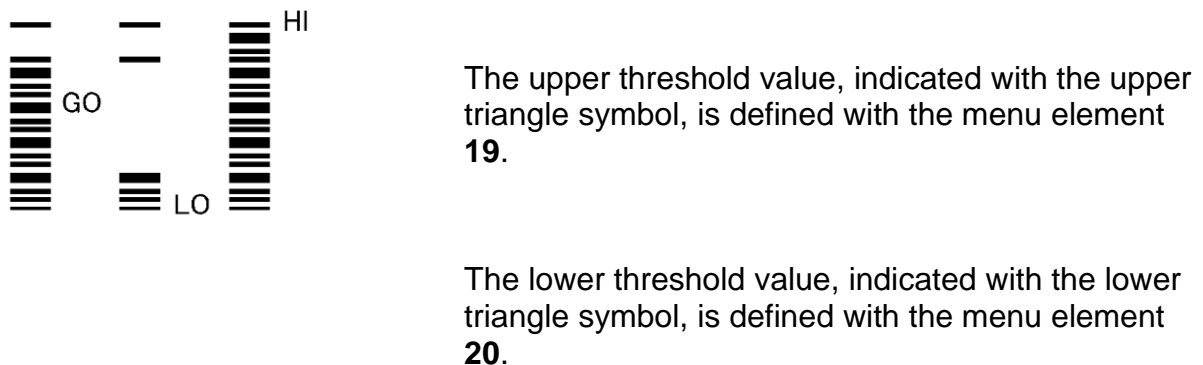 HI
GO
LO
The upper threshold value, indicated with the upper
triangle symbol, is defined with the menu element
19.
The lower threshold value, indicated with the lower
triangle symbol, is defined with the menu element
20.